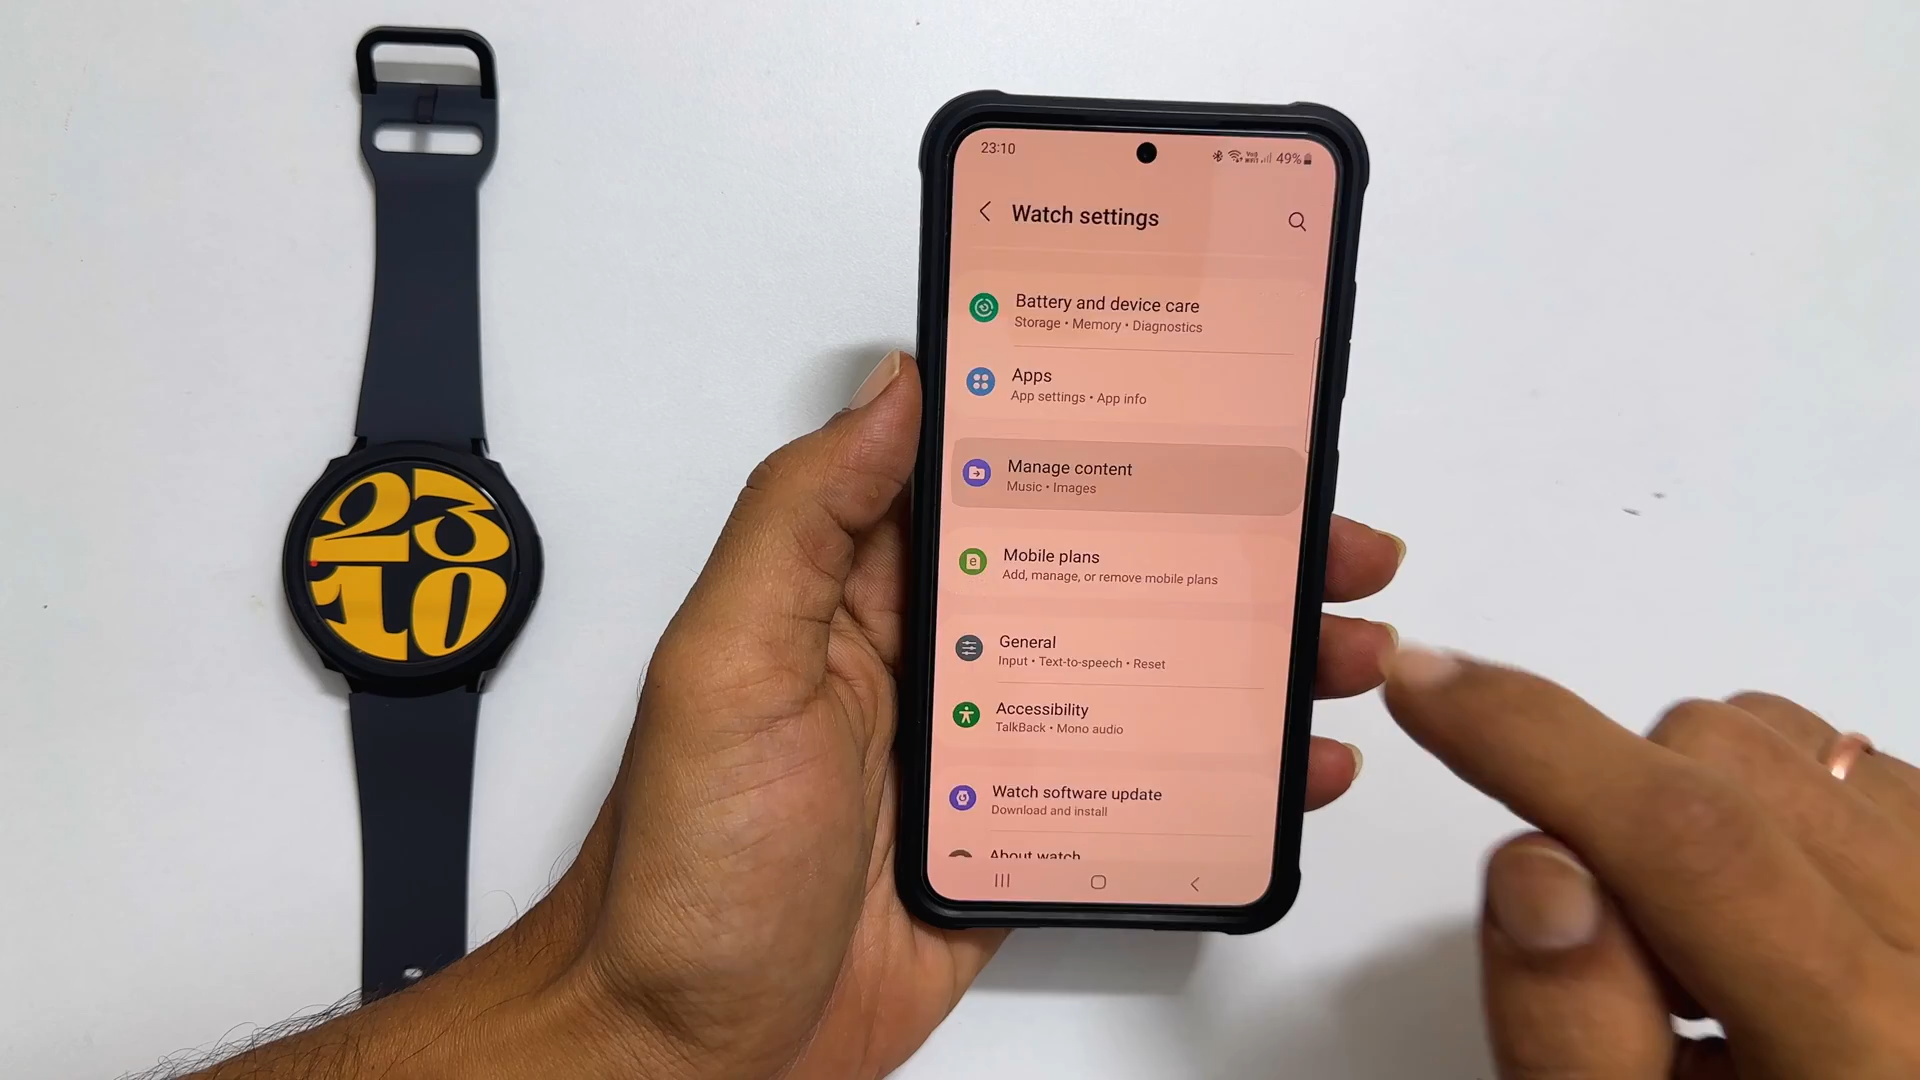 23
10
23:10
49%
Watch settings
Battery and device care
Storage • Memory • Diagnostics
Apps
App settings • App info
Manage content
Music • Images
Mobile plans
Add, manage, or remove mobile plans
General
Input • Text-to-speech • Reset
Accessibility
TalkBack • Mono audio
Watch software update
Download and install
About watch